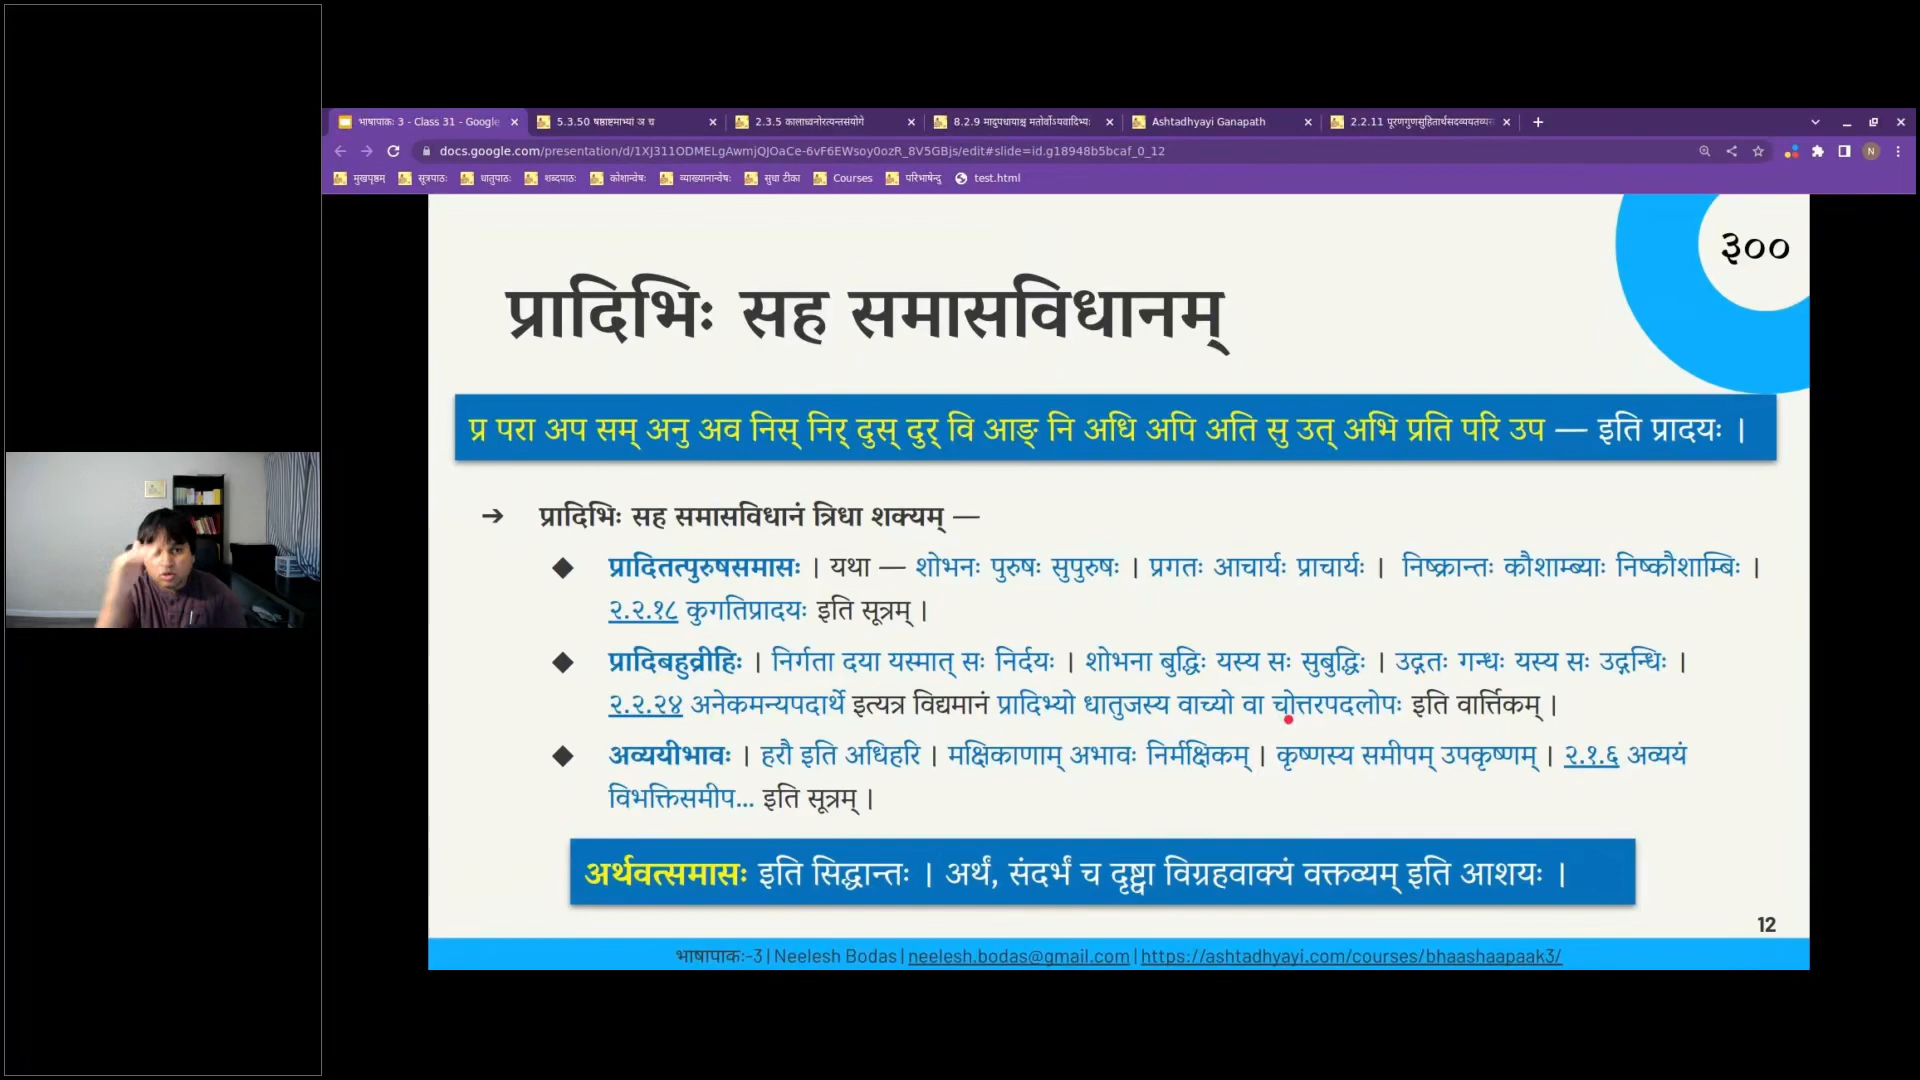 भाषापाकः 3 - Class 31 - Google
5.3.50 षष्ठाष्टमाभ्यां ञ च
2.3.5 कालाध्वनोरत्यन्तसंयोगे
8.2.9 मादुपधायाश्च मतोर्वोऽयवादिभ्यः
Ashtadhyayi Ganapath
2.2.11 पूरणगुणसुहितार्थसदव्ययतव्यस
docs.google.com/presentation/d/1XJ311ODMELgAwmjQJOaCe-6vF6EWsoy0ozR_8V5GBjs/edit#slide=id.g18948b5bcaf_0_12
N
मुखपृष्ठम् सूत्रपाठः धातुपाठः शब्दपाठः कोशान्वेषः व्याख्यानान्वेषः सुधा टीका Courses परिभाषेन्दु test.html
३००
प्रादिभिः सह समासविधानम्
प्र परा अप सम् अनु अव निस् निर् दुस् दुर् वि आङ् नि अधि अपि अति सु उत् अभि प्रति परि उप — इति प्रादयः ।
➔ प्रादिभिः सह समासविधानं त्रिधा शक्यम् —
◆ प्रादितत्पुरुषसमासः । यथा — शोभनः पुरुषः सुपुरुषः । प्रगतः आचार्यः प्राचार्यः । निष्क्रान्तः कौशाम्ब्याः निष्कौशाम्बिः ।
२.२.१८ कुगतिप्रादयः इति सूत्रम् ।
◆ प्रादिबहुव्रीहिः । निर्गता दया यस्मात् सः निर्दयः । शोभना बुद्धिः यस्य सः सुबुद्धिः । उद्गतः गन्धः यस्य सः उद्गन्धिः ।
२.२.२४ अनेकमन्यपदार्थे इत्यत्र विद्यमानं प्रादिभ्यो धातुजस्य वाच्यो वा चोत्तरपदलोपः इति वार्त्तिकम् ।
◆ अव्ययीभावः । हरौ इति अधिहरि । मक्षिकाणाम् अभावः निर्मक्षिकम् । कृष्णस्य समीपम् उपकृष्णम् । २.१.६ अव्ययं
विभक्तिसमीप... इति सूत्रम् ।
अर्थवत्समासः इति सिद्धान्तः । अर्थं, संदर्भं च दृष्ट्वा विग्रहवाक्यं वक्तव्यम् इति आशयः ।
12
भाषापाकः-3 | Neelesh Bodas | neelesh.bodas@gmail.com | https://ashtadhyayi.com/courses/bhaashaapaak3/